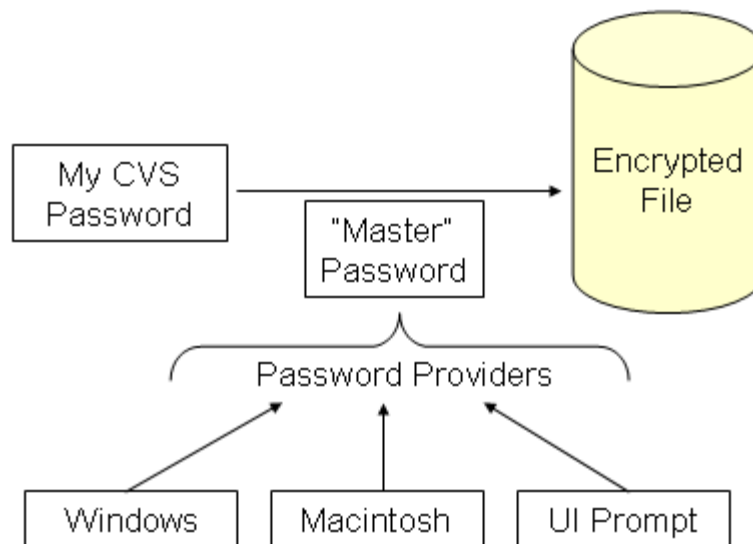 My CVS
Password
"Master"
Password
Encrypted
File
Password Providers
Windows
Macintosh
UI Prompt